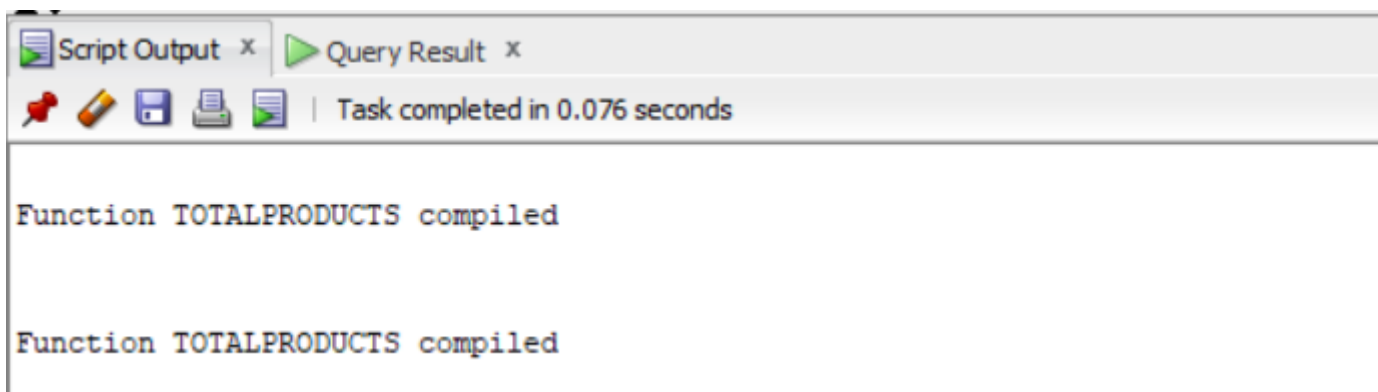 Script Output x Query Result x
Task completed in 0.076 seconds
Function TOTALPRODUCTS compiled
Function TOTALPRODUCTS compiled